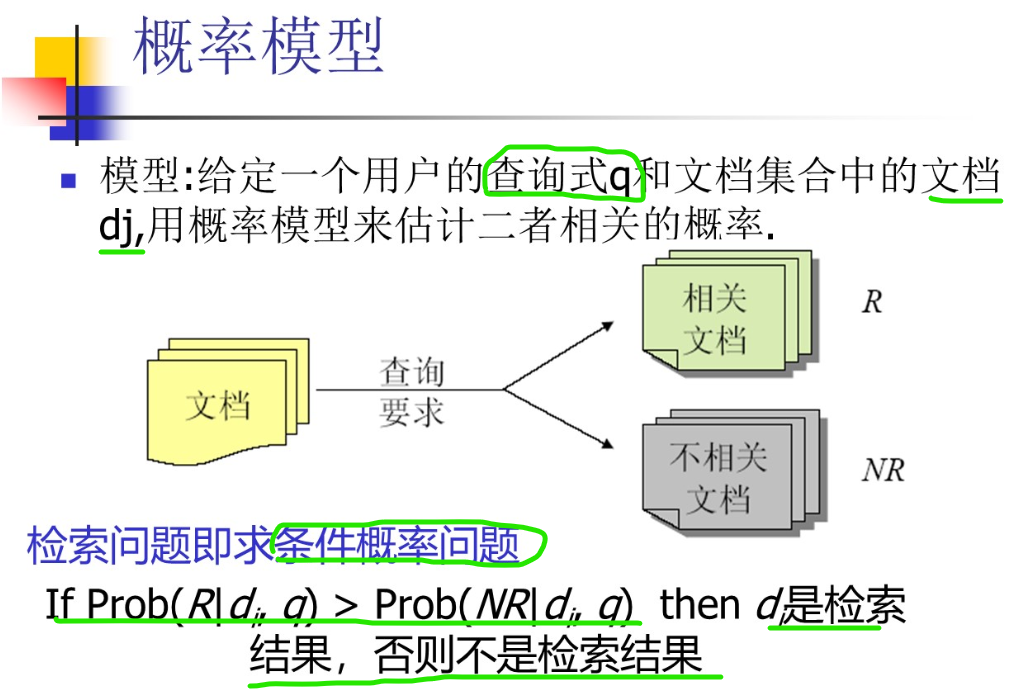 概率模型
模型:给定一个用户的查询式q和文档集合中的文档
dj,用概率模型来估计二者相关的概率.
相关
文档
R
文档
查询
要求
不相关
文档
NR
检索问题即求条件概率问题
If Prob(R|di, q) > Prob(NR|di, q) then di是检索
结果，否则不是检索结果